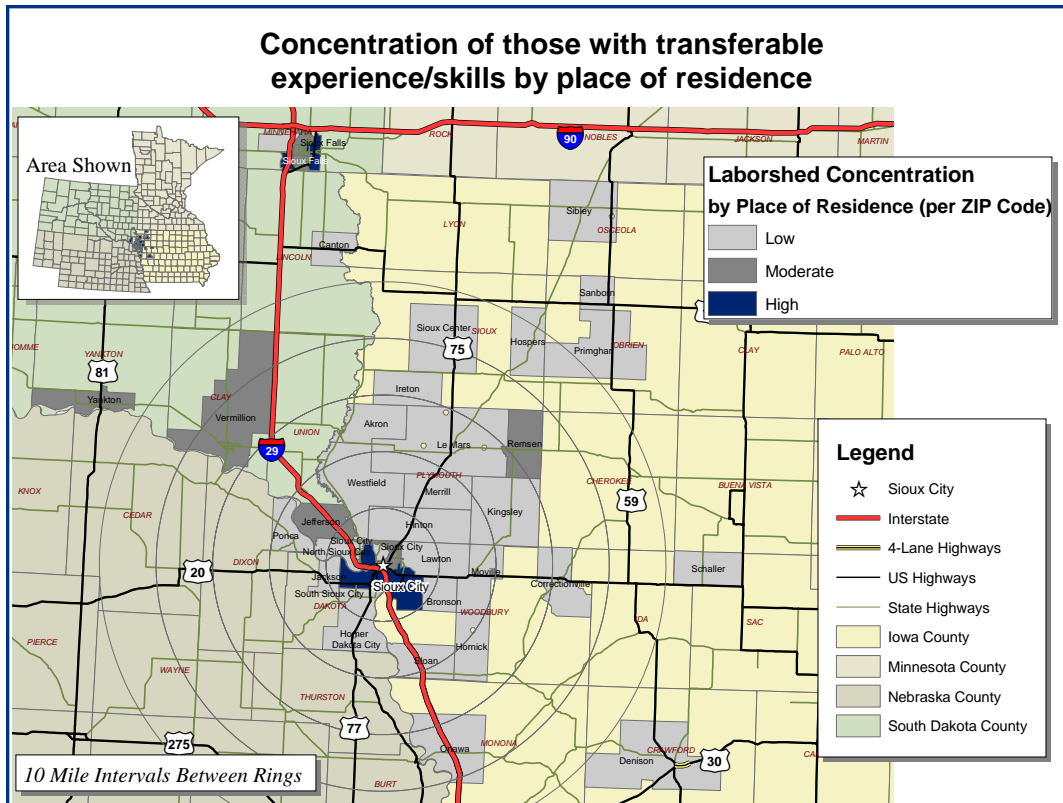 Concentration of those with transferable
experience/skills by place of residence
Area Shown
MINNEHAHA
Sioux Falls
Sioux Falls
ROCK
90
NOBLES
JACKSON
MARTIN
Laborshed Concentration
by Place of Residence (per ZIP Code)
Low
Moderate
High
Sibley
OSCEOLA
LYON
Canton
LINCOLN
Sanborn
Sioux Center
SIOUX
75
Hospers
Primghar
OBRIEN
CLAY
PALO ALTO
YANKTON
81
Yankton
CLAY
Vermillion
Ireton
Akron
UNION
29
Le Mars
Remsen
PLYMOUTH
Westfield
Merrill
Kingsley
CHEROKEE
59
BUENA VISTA
KNOX
CEDAR
Jefferson
Ponca
Hinton
Sioux City
North Sioux City
Sioux City
Lawton
Moville
20
DIXON
Jackson
Sioux City
South Sioux City
DAKOTA
Bronson
WOODBURY
Correctionville
Schaller
IDA
SAC
PIERCE
WAYNE
Homer
Dakota City
Hornick
Sloan
THURSTON
77
275
Onawa
MONONA
BURT
Denison
CRAWFORD
30
Legend
Sioux City
Interstate
4-Lane Highways
US Highways
State Highways
Iowa County
Minnesota County
Nebraska County
South Dakota County
10 Mile Intervals Between Rings